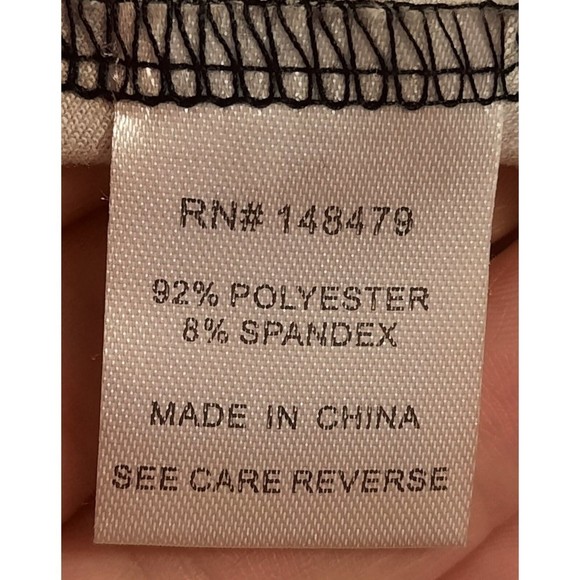 RN# 148479
92% POLYESTER
8% SPANDEX
MADE IN CHINA
SEE CARE REVERSE